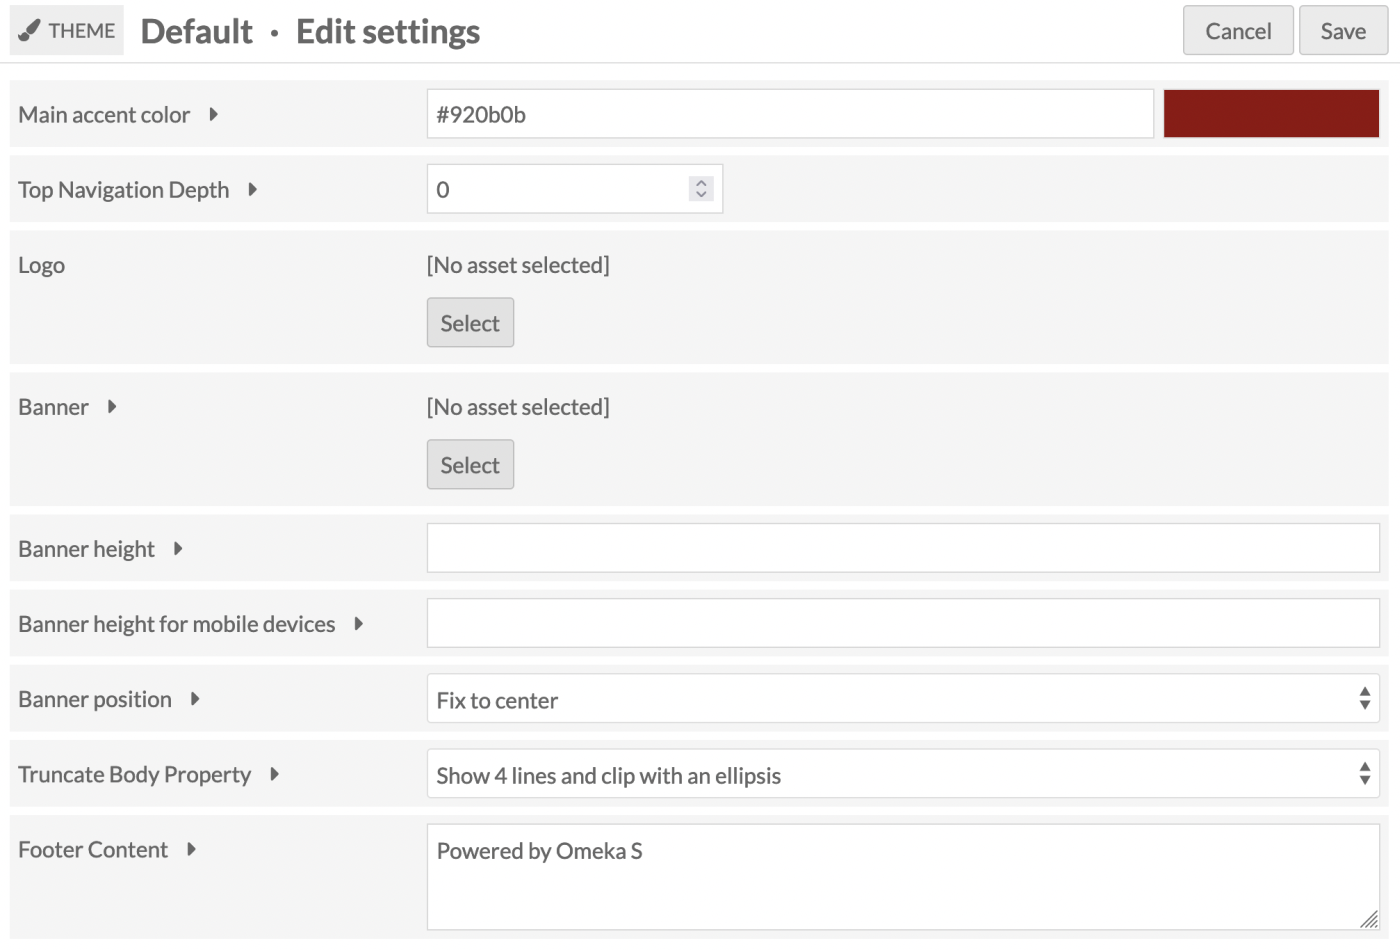 THEME Default · Edit settings Cancel Save
Main accent color #920b0b
Top Navigation Depth 0
Logo [No asset selected]
Select
Banner [No asset selected]
Select
Banner height
Banner height for mobile devices
Banner position Fix to center
Truncate Body Property Show 4 lines and clip with an ellipsis
Footer Content Powered by Omeka S